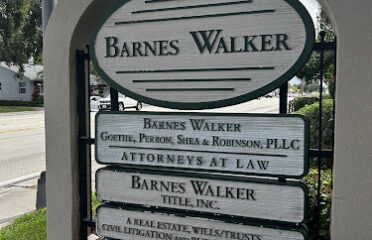 BARNES WALKER
BARNES WALKER
GOETHE, PERRON, SHEA & ROBINSON, PLLC
ATTORNEYS AT LAW
BARNES WALKER
TITLE, INC.
A REAL ESTATE, WILLS/TRUSTS
CIVIL LITIGATION AND